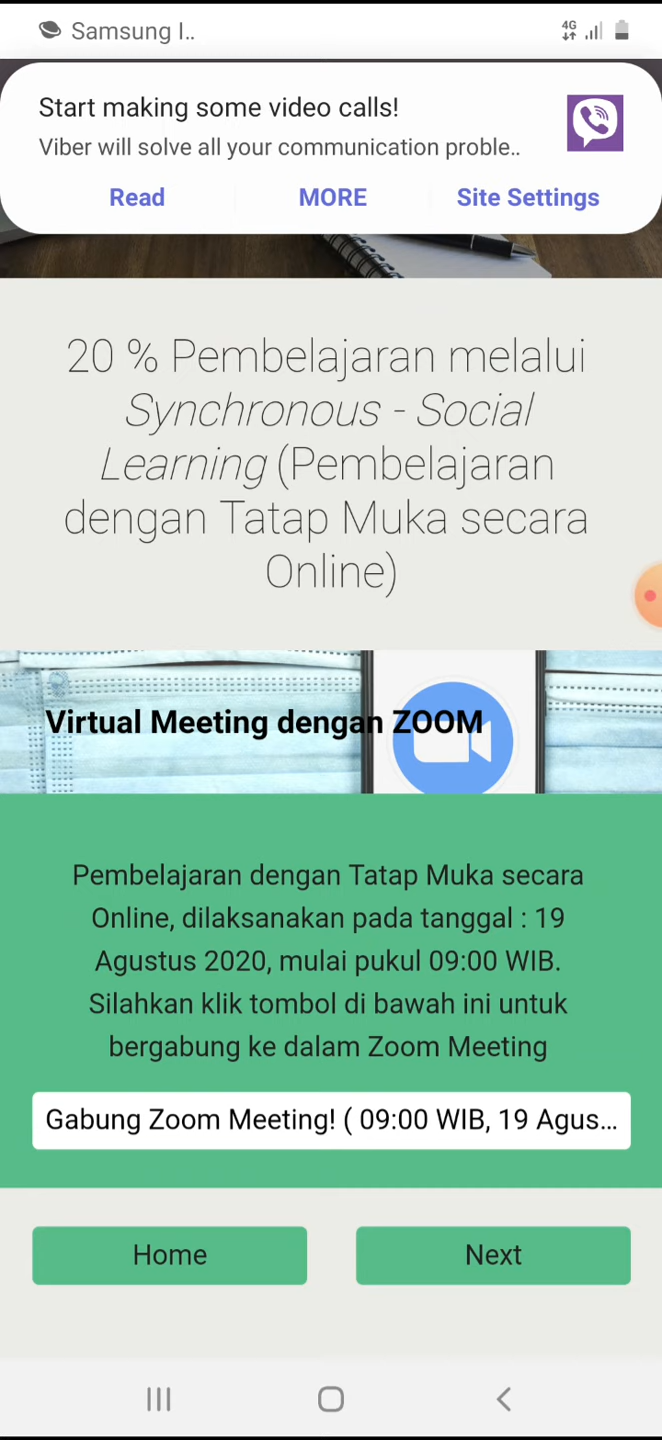 Samsung I..
4G
Start making some video calls!
Viber will solve all your communication proble..
Read MORE Site Settings
20 % Pembelajaran melalui
Synchronous - Social
Learning (Pembelajaran
dengan Tatap Muka secara
Online)
Virtual Meeting dengan ZOOM
Pembelajaran dengan Tatap Muka secara
Online, dilaksanakan pada tanggal : 19
Agustus 2020, mulai pukul 09:00 WIB.
Silahkan klik tombol di bawah ini untuk
bergabung ke dalam Zoom Meeting
Gabung Zoom Meeting! ( 09:00 WIB, 19 Agus...
Home Next